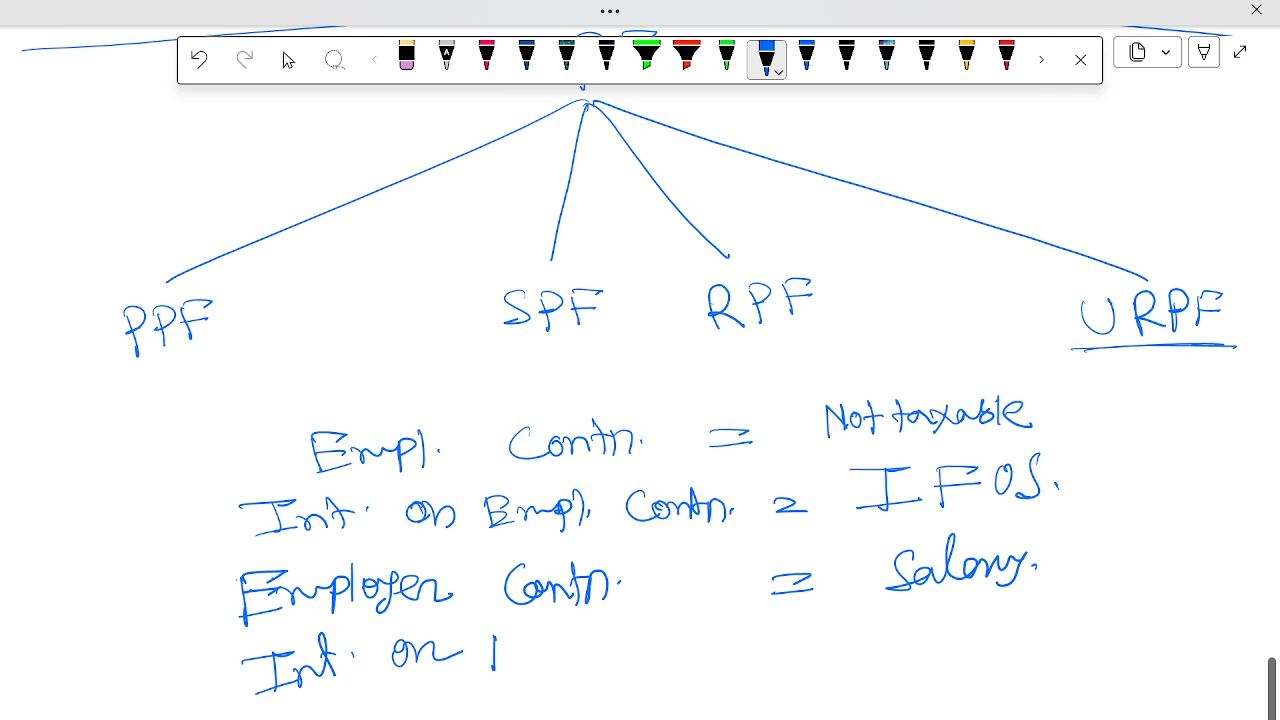 PPF SPF RPF URPF
Empl. Contn. = Not taxable
Int. on Empl. Contn. = IFOS.
Employer Contn. = Salary.
Int. on